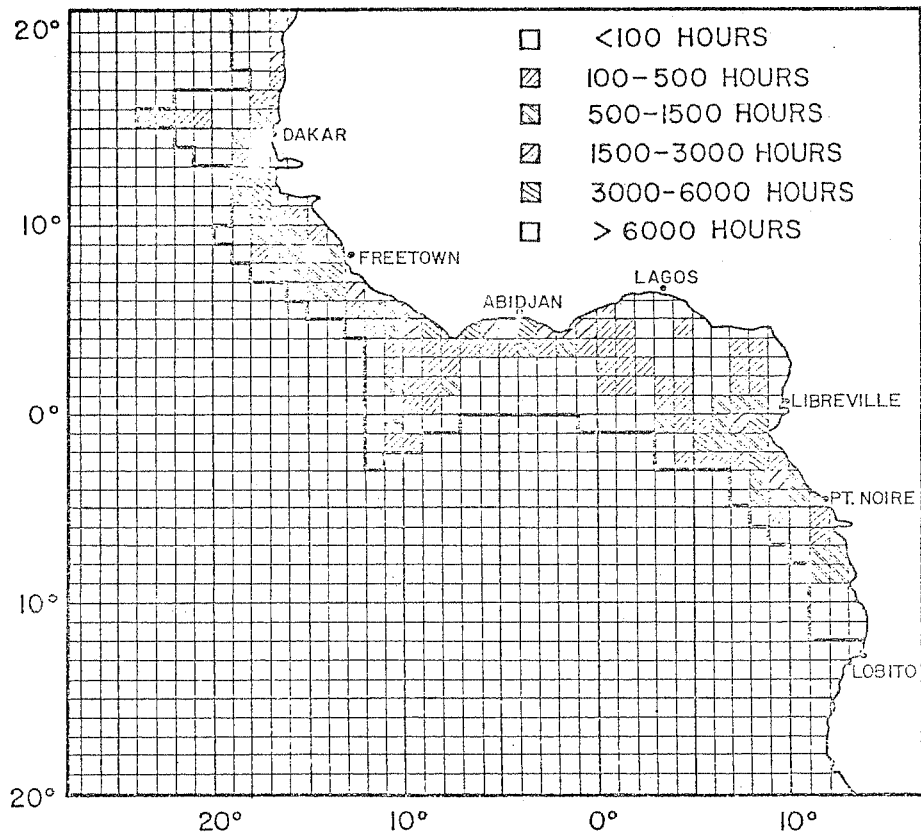 20°
<100 HOURS
100-500 HOURS
500-1500 HOURS
1500-3000 HOURS
3000-6000 HOURS
> 6000 HOURS
DAKAR
10°
FREETOWN
LAGOS
ABIDJAN
LIBREVILLE
0°
PT. NOIRE
10°
LOBITO
20°
20° 10° 0° 10°